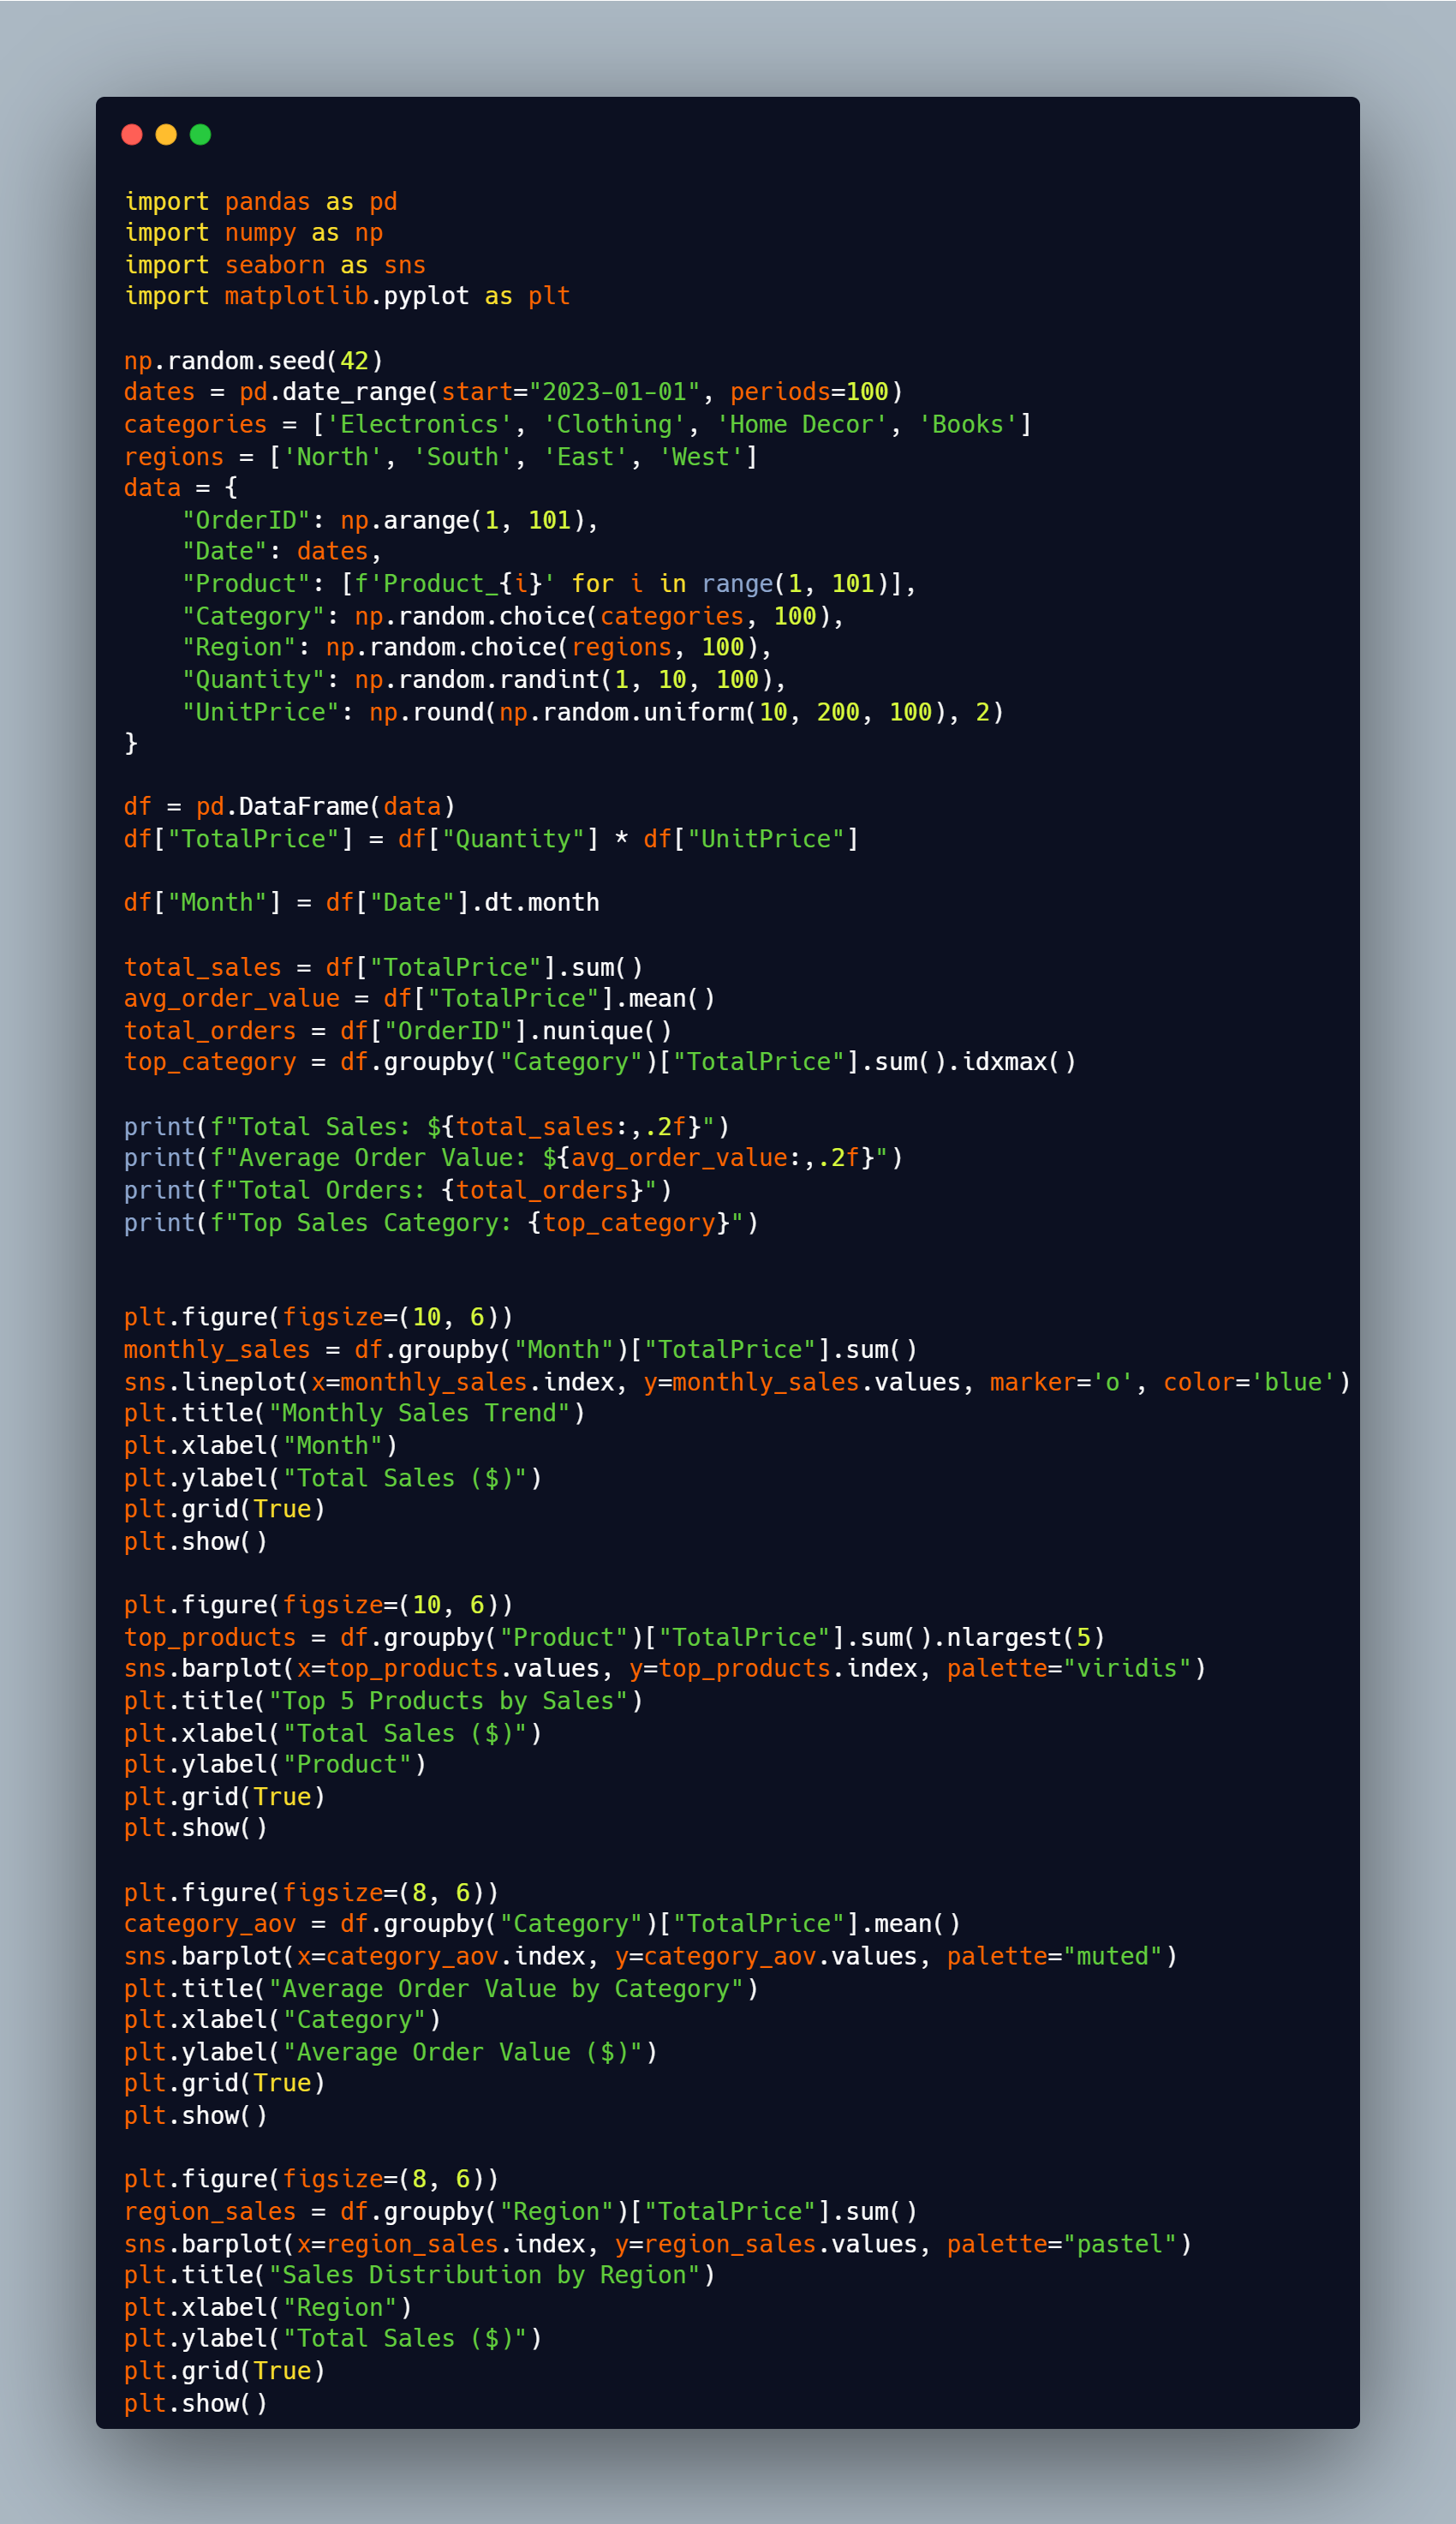 import pandas as pd
import numpy as np
import seaborn as sns
import matplotlib.pyplot as plt

np.random.seed(42)
dates = pd.date_range(start="2023-01-01", periods=100)
categories = ['Electronics', 'Clothing', 'Home Decor', 'Books']
regions = ['North', 'South', 'East', 'West']
data = {
    "OrderID": np.arange(1, 101),
    "Date": dates,
    "Product": [f'Product_{i}' for i in range(1, 101)],
    "Category": np.random.choice(categories, 100),
    "Region": np.random.choice(regions, 100),
    "Quantity": np.random.randint(1, 10, 100),
    "UnitPrice": np.round(np.random.uniform(10, 200, 100), 2)
}

df = pd.DataFrame(data)
df["TotalPrice"] = df["Quantity"] * df["UnitPrice"]

df["Month"] = df["Date"].dt.month

total_sales = df["TotalPrice"].sum()
avg_order_value = df["TotalPrice"].mean()
total_orders = df["OrderID"].nunique()
top_category = df.groupby("Category")["TotalPrice"].sum().idxmax()

print(f"Total Sales: ${total_sales:,.2f}")
print(f"Average Order Value: ${avg_order_value:,.2f}")
print(f"Total Orders: {total_orders}")
print(f"Top Sales Category: {top_category}")


plt.figure(figsize=(10, 6))
monthly_sales = df.groupby("Month")["TotalPrice"].sum()
sns.lineplot(x=monthly_sales.index, y=monthly_sales.values, marker='o', color='blue')
plt.title("Monthly Sales Trend")
plt.xlabel("Month")
plt.ylabel("Total Sales ($)")
plt.grid(True)
plt.show()

plt.figure(figsize=(10, 6))
top_products = df.groupby("Product")["TotalPrice"].sum().nlargest(5)
sns.barplot(x=top_products.values, y=top_products.index, palette="viridis")
plt.title("Top 5 Products by Sales")
plt.xlabel("Total Sales ($)")
plt.ylabel("Product")
plt.grid(True)
plt.show()

plt.figure(figsize=(8, 6))
category_aov = df.groupby("Category")["TotalPrice"].mean()
sns.barplot(x=category_aov.index, y=category_aov.values, palette="muted")
plt.title("Average Order Value by Category")
plt.xlabel("Category")
plt.ylabel("Average Order Value ($)")
plt.grid(True)
plt.show()

plt.figure(figsize=(8, 6))
region_sales = df.groupby("Region")["TotalPrice"].sum()
sns.barplot(x=region_sales.index, y=region_sales.values, palette="pastel")
plt.title("Sales Distribution by Region")
plt.xlabel("Region")
plt.ylabel("Total Sales ($)")
plt.grid(True)
plt.show()